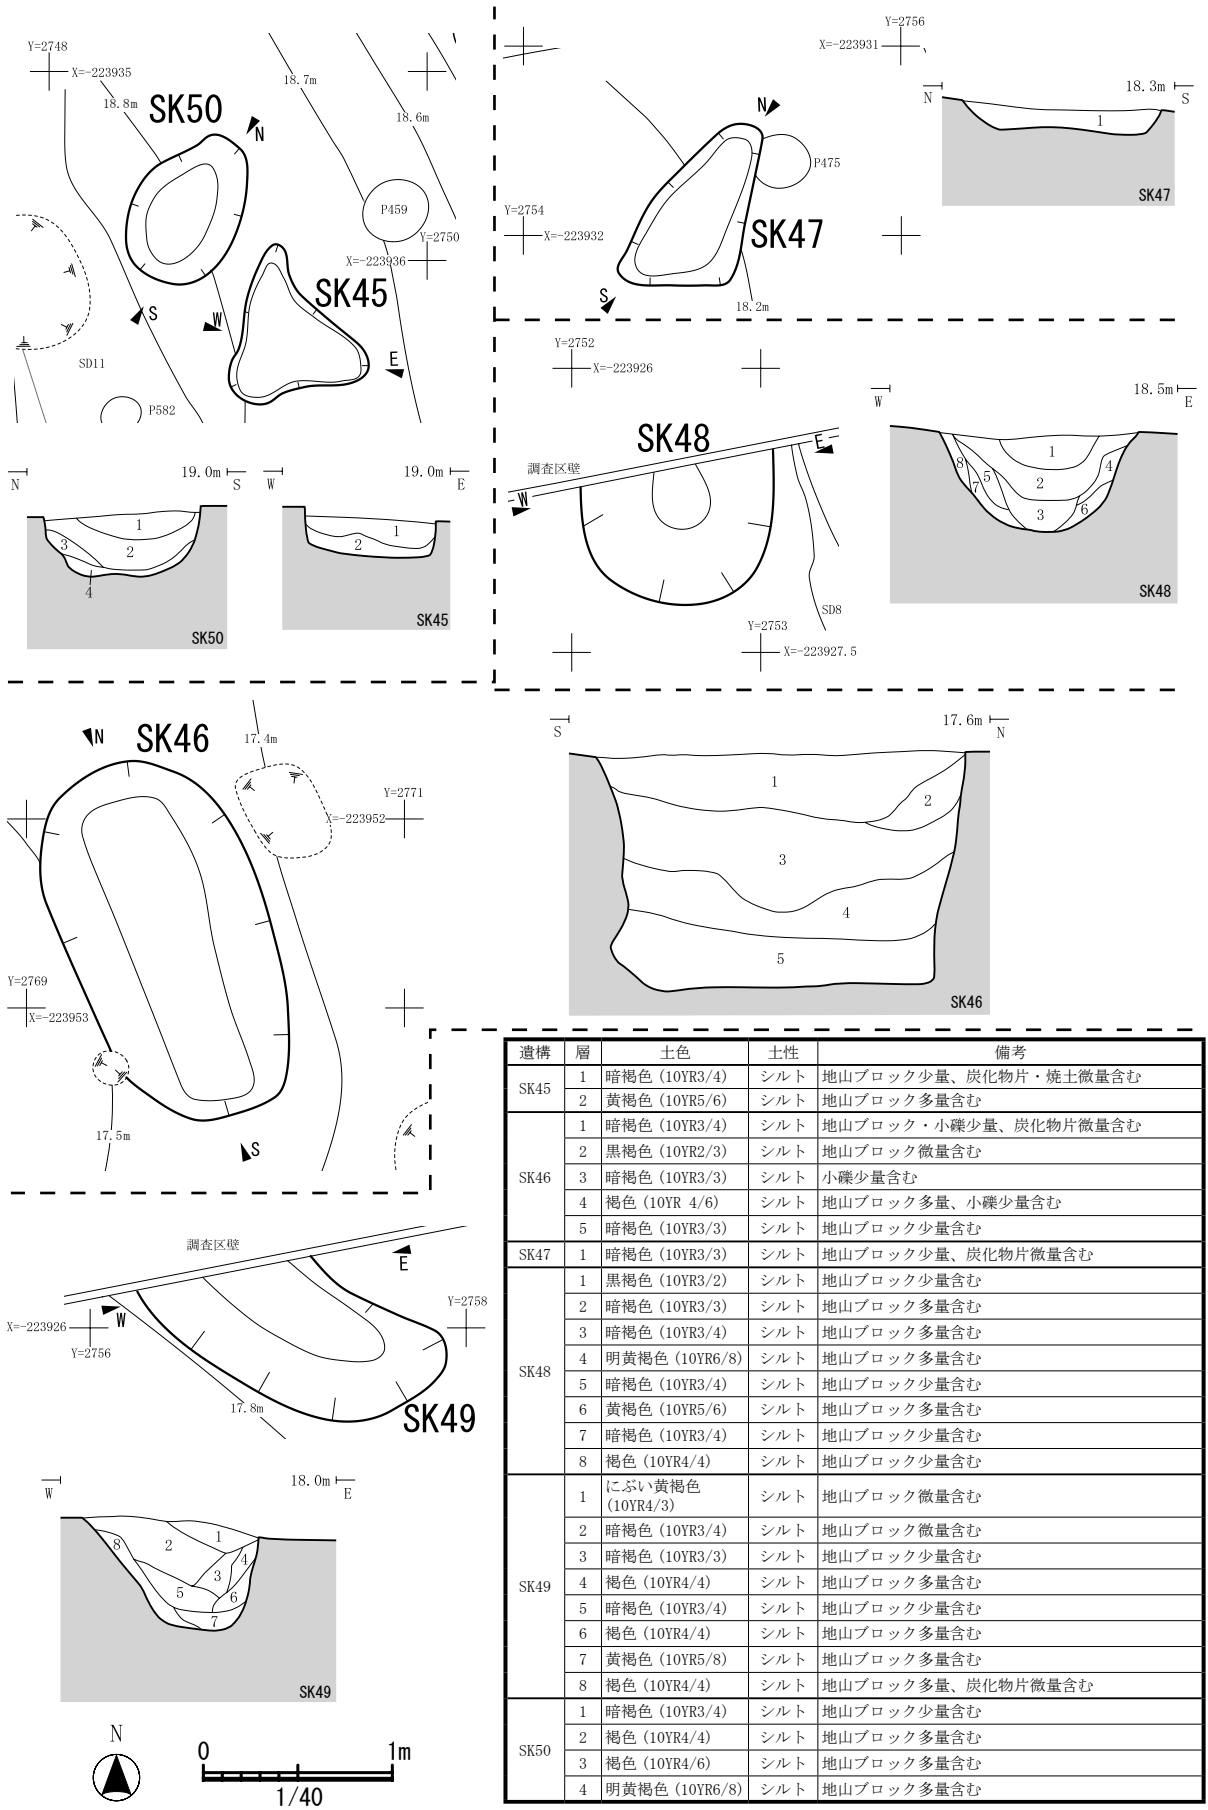 Y=2748
X=-223935
18.8m
SK50
N
18.7m
18.6m
P459
Y=2750
X=-223936
SK45
S
W
E
SD11
P582
N
19.0m
S
1
2
3
4
SK50
W
19.0m
E
1
2
SK45
Y=2756
X=-223931
N
P475
Y=2754
X=-223932
SK47
S
18.2m
N
18.3m
S
1
SK47
Y=2752
X=-223926
SK48
E
調査区壁
W
SD8
Y=2753
X=-223927.5
W
18.5m
E
1
2
3
4
5
6
7
8
SK48
N
SK46
17.4m
Y=2771
X=-223952
Y=2769
X=-223953
17.5m
S
S
17.6m
N
1
2
3
4
5
SK46
調査区壁
E
W
X=-223926
Y=2756
Y=2758
17.8m
SK49
W
18.0m
E
1
2
3
4
5
6
7
8
SK49
N
0 1m
1/40
遺構 層 土色 土性 備考
SK45 1 暗褐色 (10YR3/4) シルト 地山ブロック少量、炭化物片・焼土微量含む
2 黄褐色 (10YR5/6) シルト 地山ブロック多量含む
SK46 1 暗褐色 (10YR3/4) シルト 地山ブロック・小礫少量、炭化物片微量含む
2 黒褐色 (10YR2/3) シルト 地山ブロック微量含む
3 暗褐色 (10YR3/3) シルト 小礫少量含む
4 褐色 (10YR 4/6) シルト 地山ブロック多量、小礫少量含む
5 暗褐色 (10YR3/3) シルト 地山ブロック少量含む
SK47 1 暗褐色 (10YR3/3) シルト 地山ブロック少量、炭化物片微量含む
SK48 1 黒褐色 (10YR3/2) シルト 地山ブロック少量含む
2 暗褐色 (10YR3/3) シルト 地山ブロック多量含む
3 暗褐色 (10YR3/4) シルト 地山ブロック多量含む
4 明黄褐色 (10YR6/8) シルト 地山ブロック多量含む
5 暗褐色 (10YR3/4) シルト 地山ブロック少量含む
6 黄褐色 (10YR5/6) シルト 地山ブロック多量含む
7 暗褐色 (10YR3/4) シルト 地山ブロック少量含む
8 褐色 (10YR4/4) シルト 地山ブロック少量含む
SK49 1 にぶい黄褐色
(10YR4/3) シルト 地山ブロック微量含む
2 暗褐色 (10YR3/4) シルト 地山ブロック微量含む
3 暗褐色 (10YR3/3) シルト 地山ブロック少量含む
4 褐色 (10YR4/4) シルト 地山ブロック多量含む
5 暗褐色 (10YR3/4) シルト 地山ブロック少量含む
6 褐色 (10YR4/4) シルト 地山ブロック多量含む
7 黄褐色 (10YR5/8) シルト 地山ブロック多量含む
8 褐色 (10YR4/4) シルト 地山ブロック多量、炭化物片微量含む
SK50 1 暗褐色 (10YR3/4) シルト 地山ブロック少量含む
2 褐色 (10YR4/4) シルト 地山ブロック多量含む
3 褐色 (10YR4/6) シルト 地山ブロック多量含む
4 明黄褐色 (10YR6/8) シルト 地山ブロック多量含む